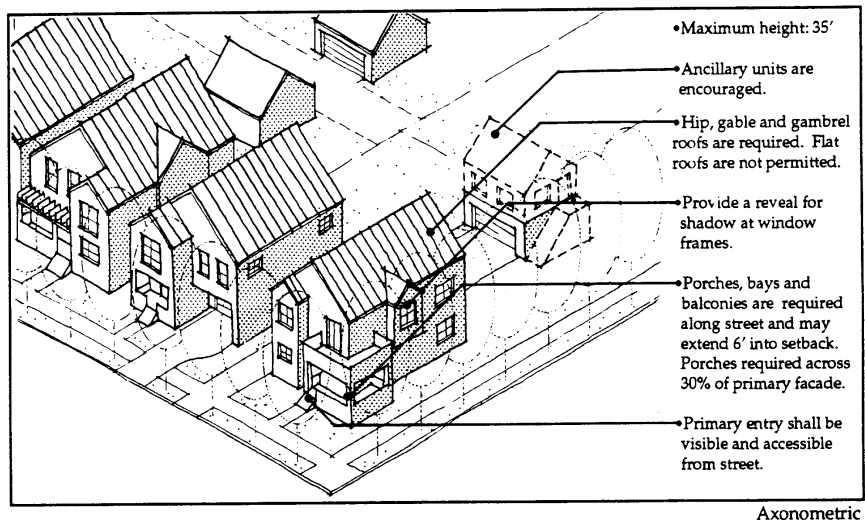 •Maximum height: 35′
•Ancillary units are
encouraged.
•Hip, gable and gambrel
roofs are required. Flat
roofs are not permitted.
•Provide a reveal for
shadow at window
frames.
•Porches, bays and
balconies are required
along street and may
extend 6′ into setback.
Porches required across
30% of primary facade.
•Primary entry shall be
visible and accessible
from street.
Axonometric